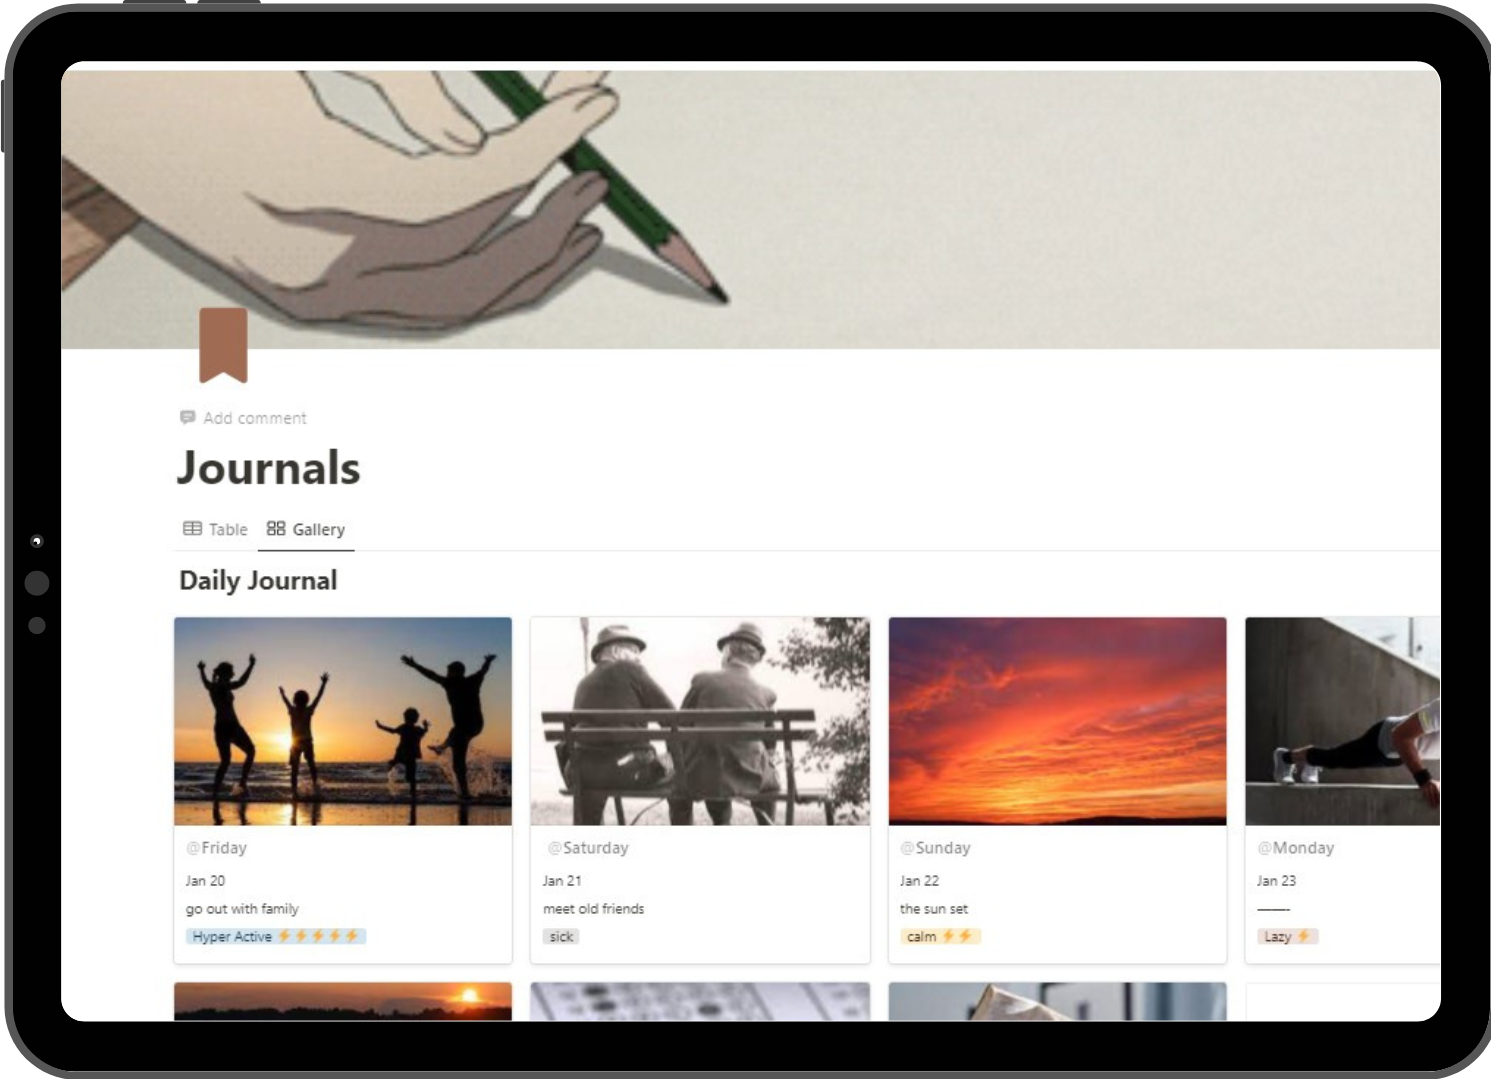 Add comment
Journals
Table Gallery
Daily Journal
@Friday
Jan 20
go out with family
Hyper Active ⚡⚡⚡⚡⚡
@Saturday
Jan 21
meet old friends
sick
@Sunday
Jan 22
the sun set
calm ⚡⚡
@Monday
Jan 23
———-
Lazy ⚡